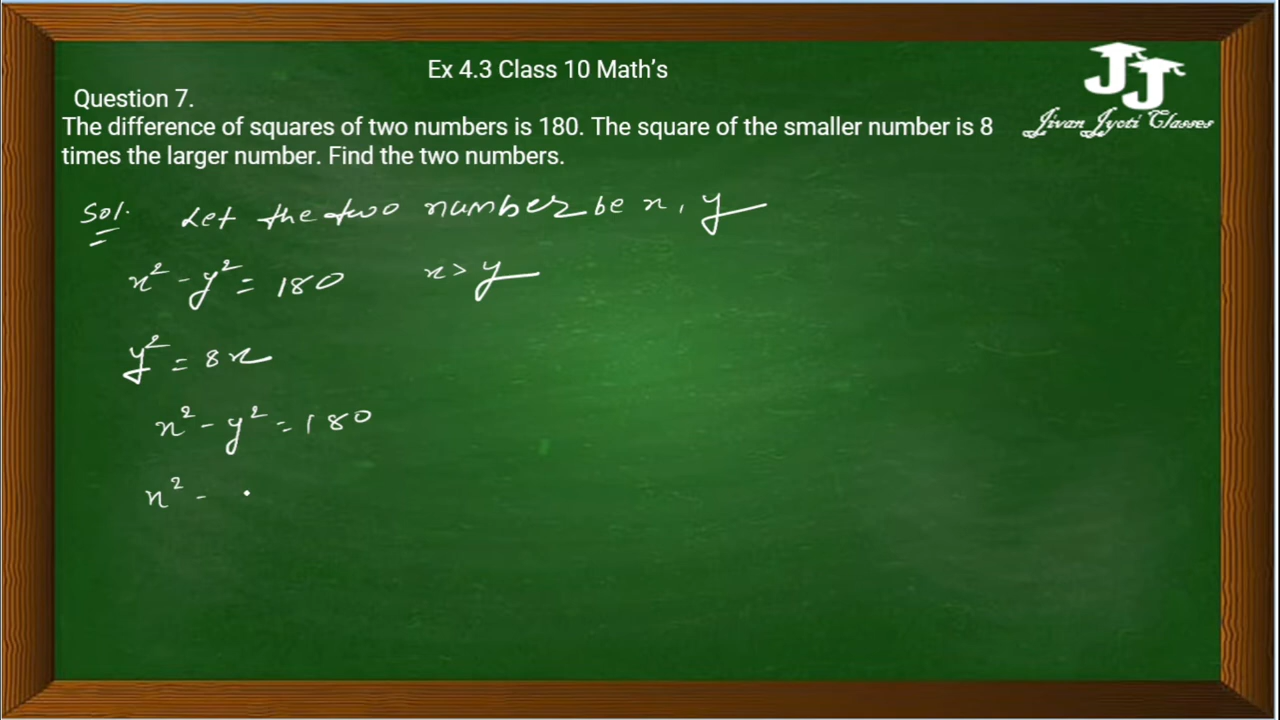 Ex 4.3 Class 10 Math’s
JJ
Jivan Jyoti Classes
Question 7.
The difference of squares of two numbers is 180. The square of the smaller number is 8
times the larger number. Find the two numbers.
Sol. Let the two number be x, y
x² - y² = 180 x > y
y² = 8x
x² - y² = 180
x² -